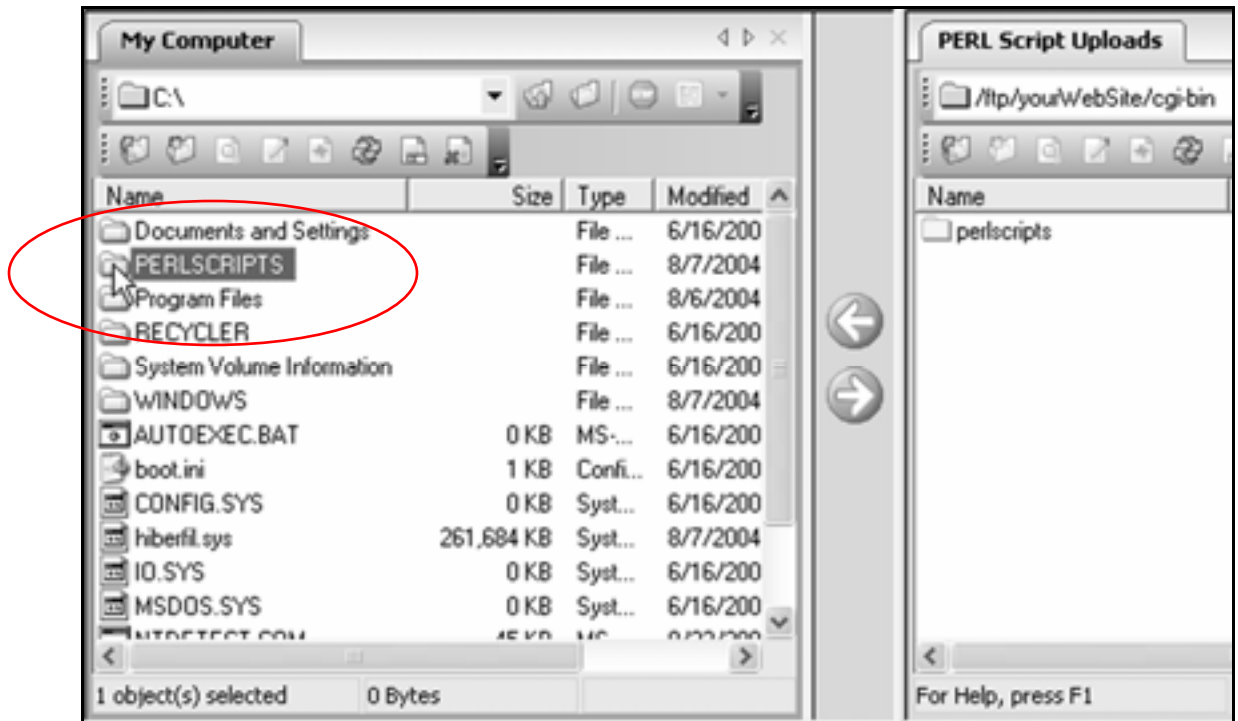 My Computer
C:\
Name Size Type Modified
Documents and Settings File ... 6/16/200
PERLSCRIPTS File ... 8/7/2004
Program Files File ... 8/6/2004
RECYCLER File ... 6/16/200
System Volume Information File ... 6/16/200
WINDOWS File ... 8/7/2004
AUTOEXEC.BAT 0 KB MS-... 6/16/200
boot.ini 1 KB Confi... 6/16/200
CONFIG.SYS 0 KB Syst... 6/16/200
hiberfil.sys 261,684 KB Syst... 8/7/2004
IO.SYS 0 KB Syst... 6/16/200
MSDOS.SYS 0 KB Syst... 6/16/200
NTDETECT.COM 45 KB MS
1 object(s) selected 0 Bytes
PERL Script Uploads
/ftp/yourWebSite/cgi-bin
Name
perlscripts
For Help, press F1